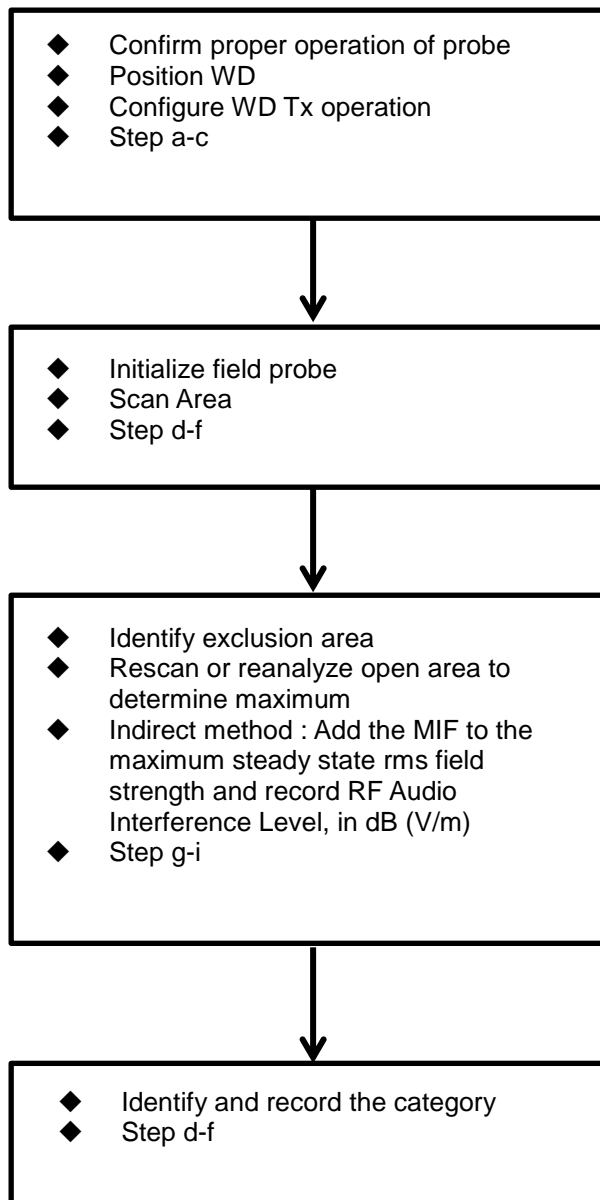 ◆ Confirm proper operation of probe
◆ Position WD
◆ Configure WD Tx operation
◆ Step a-c
◆ Initialize field probe
◆ Scan Area
◆ Step d-f
◆ Identify exclusion area
◆ Rescan or reanalyze open area to
determine maximum
◆ Indirect method : Add the MIF to the
maximum steady state rms field
strength and record RF Audio
Interference Level, in dB (V/m)
◆ Step g-i
◆ Identify and record the category
◆ Step d-f